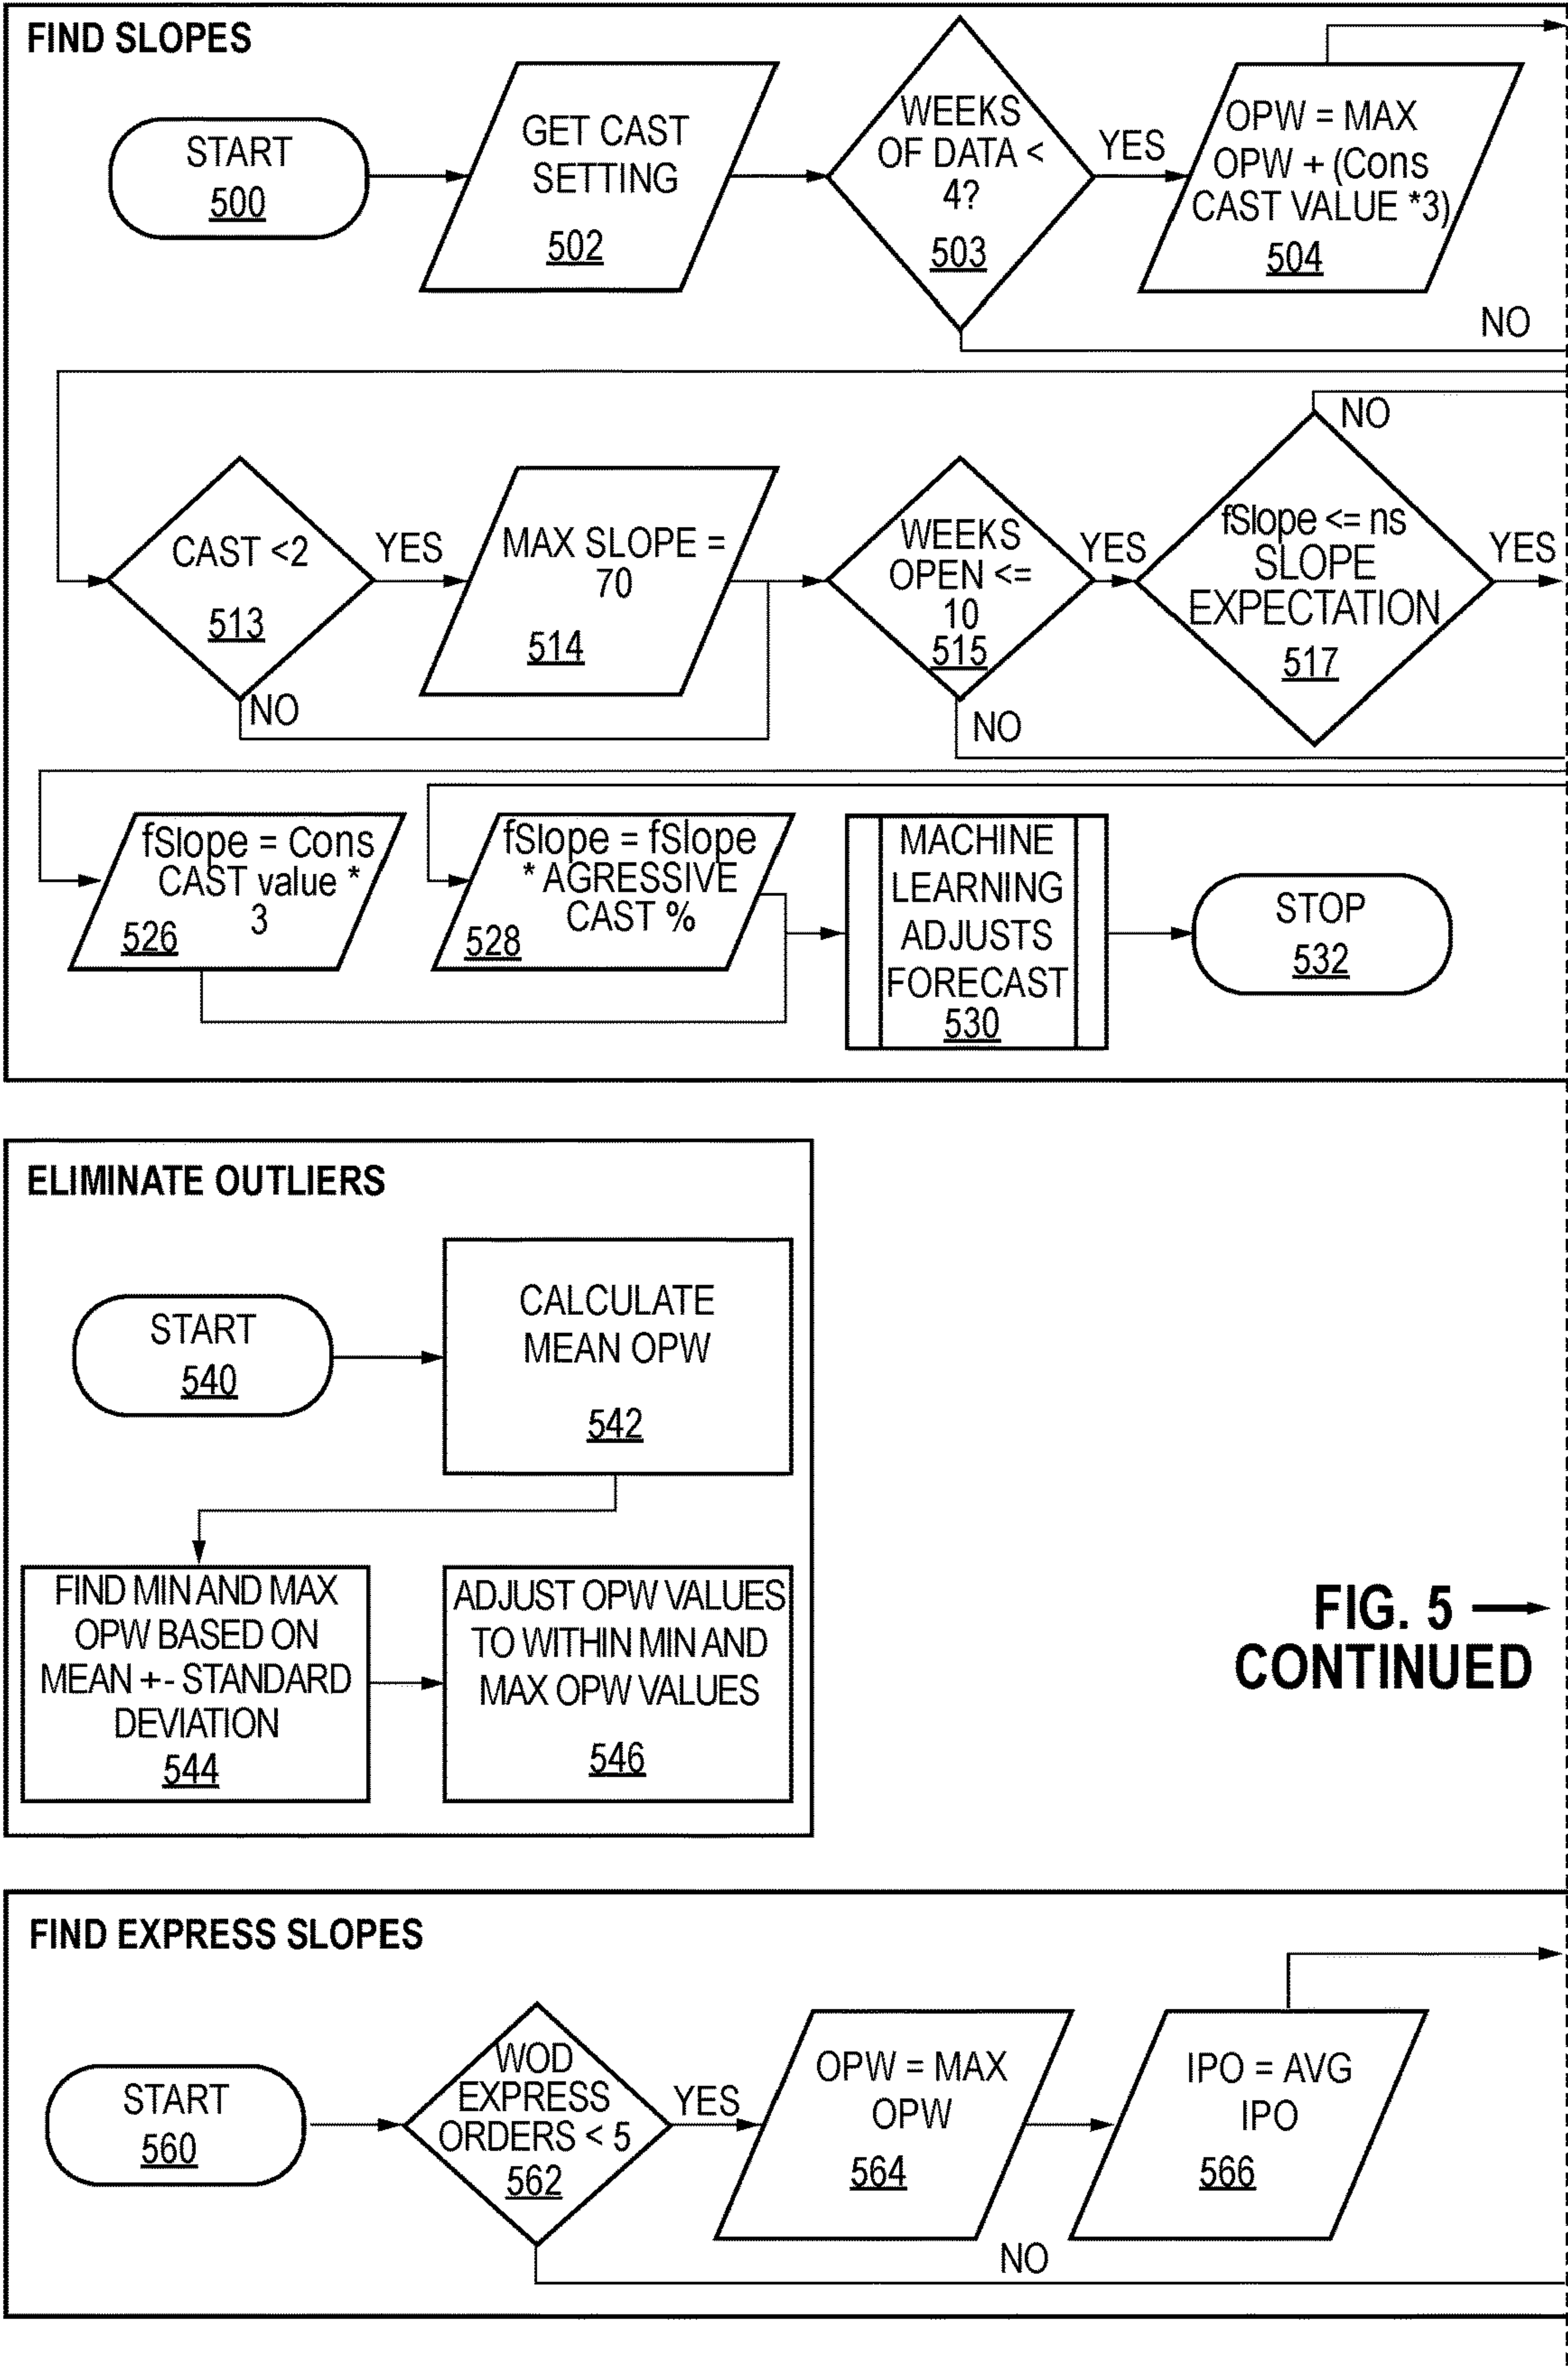 FIND SLOPES
START
500
GET CAST
SETTING
502
WEEKS
OF DATA <
4?
503
YES
OPW = MAX
OPW + (Cons
CAST VALUE *3)
504
NO
CAST <2
513
YES
NO
MAX SLOPE =
70
514
WEEKS
OPEN <=
10
515
YES
NO
NO
fSlope <= ns
SLOPE
EXPECTATION
517
YES
fSlope = Cons
CAST value *
3
526
fSlope = fSlope
* AGRESSIVE
CAST %
528
MACHINE
LEARNING
ADJUSTS
FORECAST
530
STOP
532
ELIMINATE OUTLIERS
START
540
CALCULATE
MEAN OPW
542
FIND MIN AND MAX
OPW BASED ON
MEAN +- STANDARD
DEVIATION
544
ADJUST OPW VALUES
TO WITHIN MIN AND
MAX OPW VALUES
546
FIG. 5
CONTINUED
FIND EXPRESS SLOPES
START
560
WOD
EXPRESS
ORDERS < 5
562
YES
OPW = MAX
OPW
564
IPO = AVG
IPO
566
NO